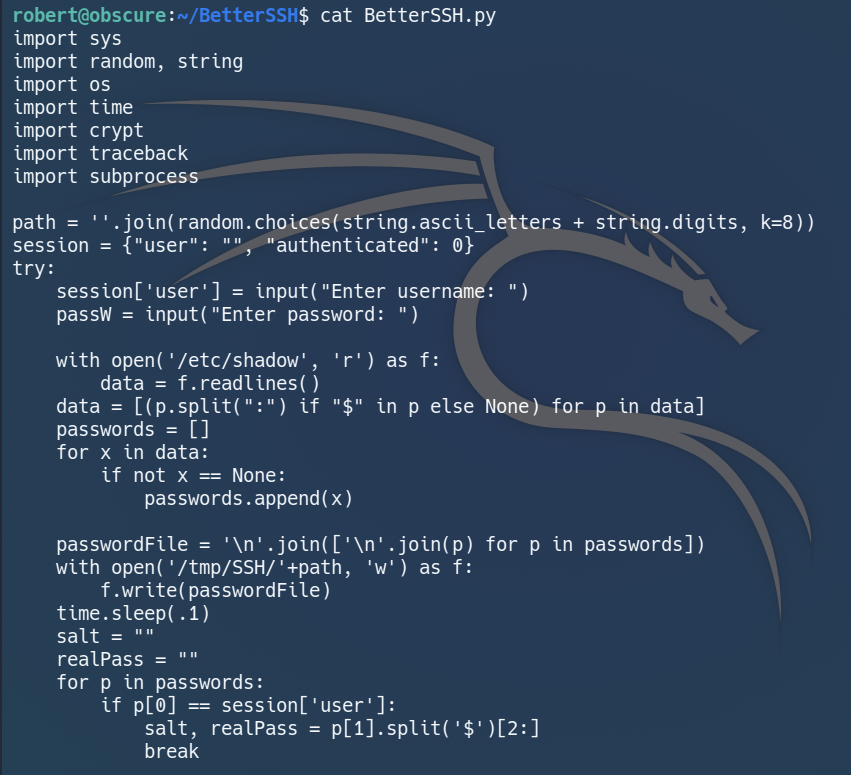 robert@obscure:~/BetterSSH$ cat BetterSSH.py
import sys
import random, string
import os
import time
import crypt
import traceback
import subprocess

path = ''.join(random.choices(string.ascii_letters + string.digits, k=8))
session = {"user": "", "authenticated": 0}
try:
    session['user'] = input("Enter username: ")
    passW = input("Enter password: ")

    with open('/etc/shadow', 'r') as f:
        data = f.readlines()
    data = [(p.split(":") if "$" in p else None) for p in data]
    passwords = []
    for x in data:
        if not x == None:
            passwords.append(x)

    passwordFile = '\n'.join(['\n'.join(p) for p in passwords])
    with open('/tmp/SSH/'+path, 'w') as f:
        f.write(passwordFile)
    time.sleep(.1)
    salt = ""
    realPass = ""
    for p in passwords:
        if p[0] == session['user']:
            salt, realPass = p[1].split('$')[2:]
            break